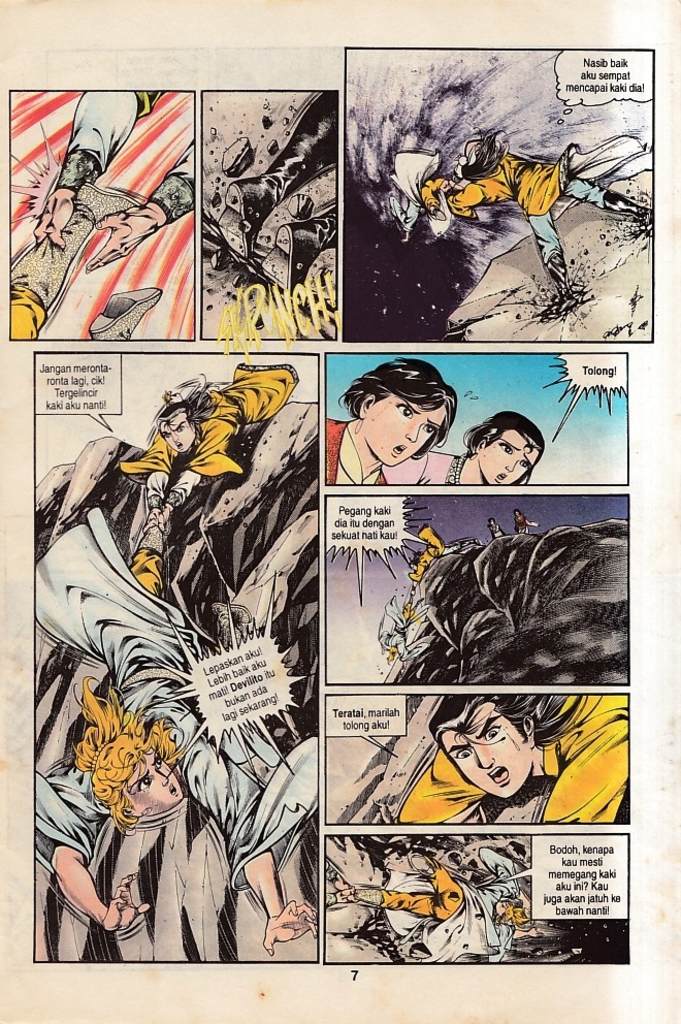 KRUNCH!
Nasib baik
aku sempat
mencapai kaki dia!
Jangan meronta-
ronta lagi, cik!
Tergelincir
kaki aku nanti!
Lepaskan aku!
Lebih baik aku
mati! Devilito itu
bukan ada
lagi sekarang!
Tolong!
Pegang kaki
dia itu dengan
sekuat hati kau!
Teratai, marilah
tolong aku!
Bodoh, kenapa
kau mesti
memegang kaki
aku ini? Kau
juga akan jatuh ke
bawah nanti!
7